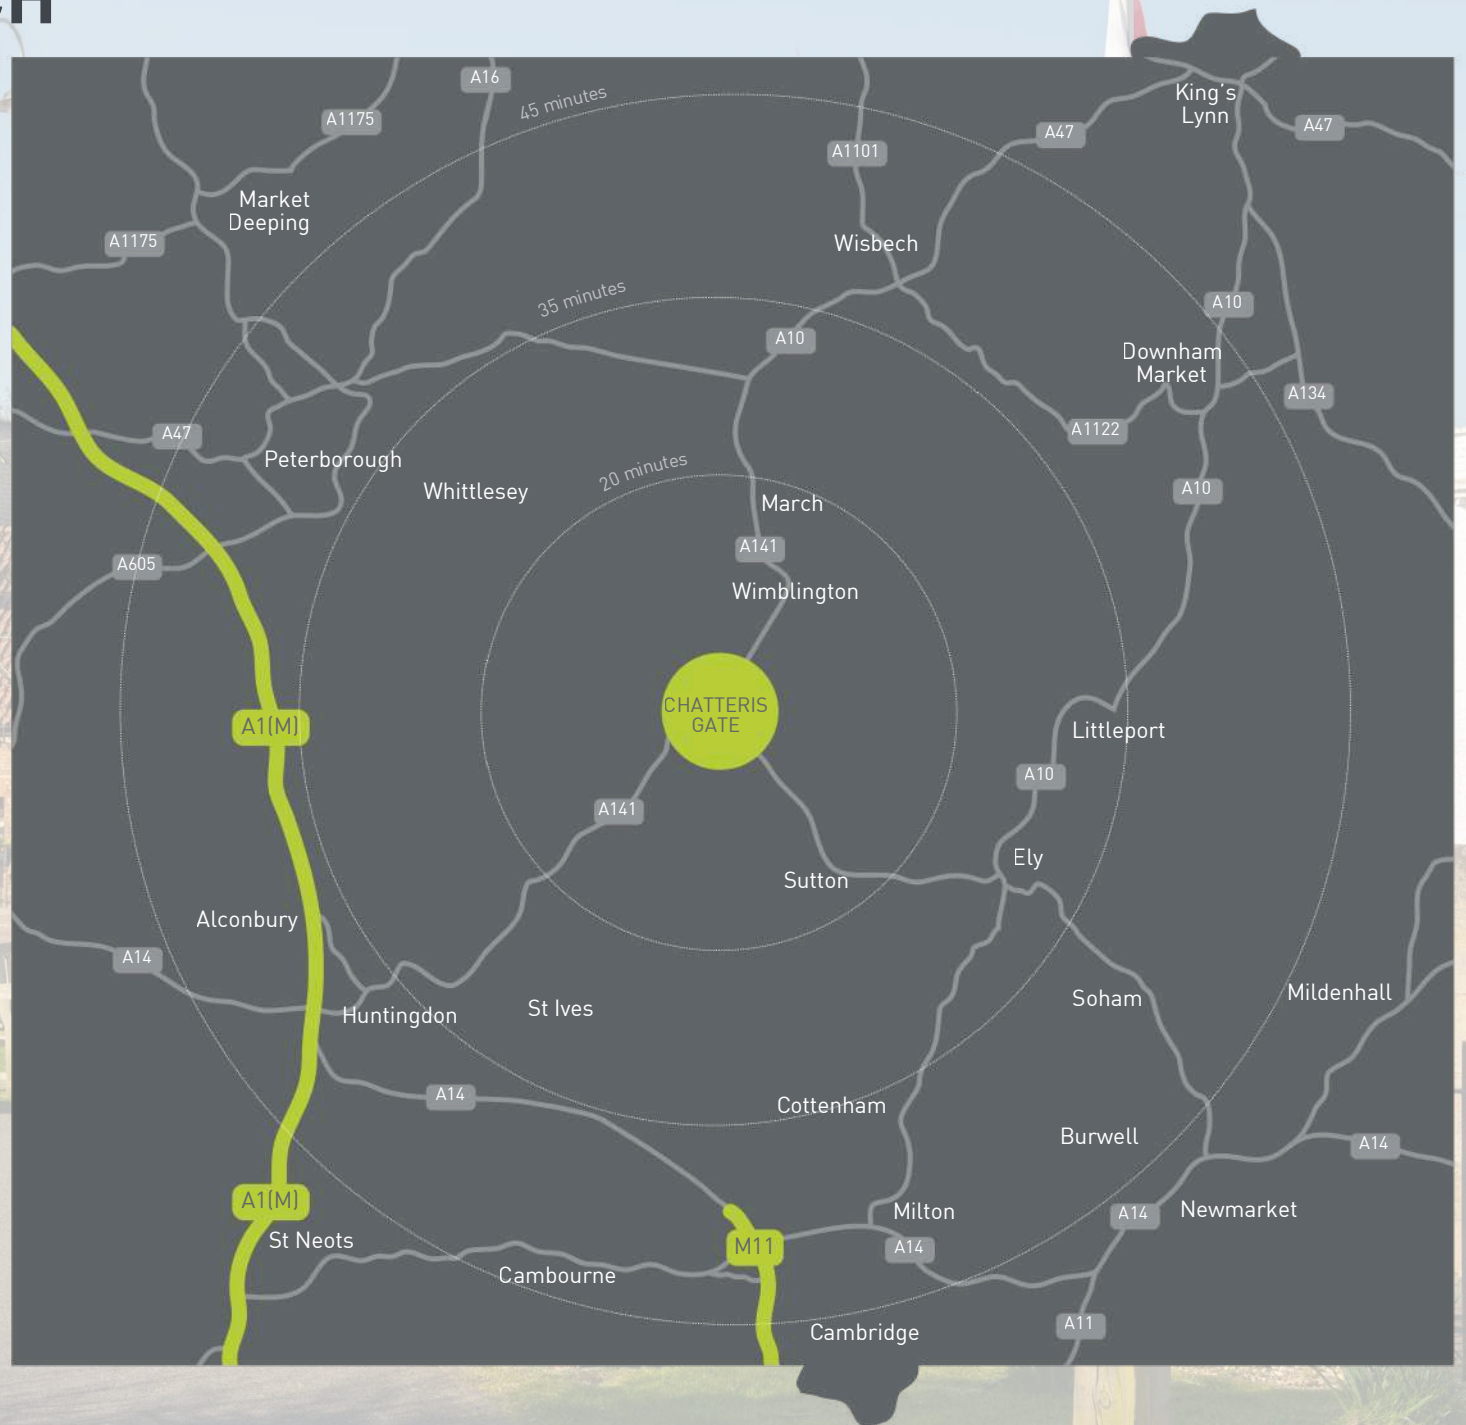 A16
45 minutes
King's
Lynn
A1175
A47
A47
A1101
Market
Deeping
A1175
Wisbech
35 minutes
A10
A10
Downham
Market
A134
A47
A1122
Peterborough
20 minutes
Whittlesey
A10
March
A141
A605
Wimblington
CHATTERIS
GATE
A1(M)
Littleport
A10
A141
Ely
Sutton
Alconbury
A14
Mildenhall
Soham
St Ives
Huntingdon
A14
Cottenham
Burwell
A14
A1(M)
Newmarket
Milton
A14
St Neots
M11
A14
Cambourne
A11
Cambridge